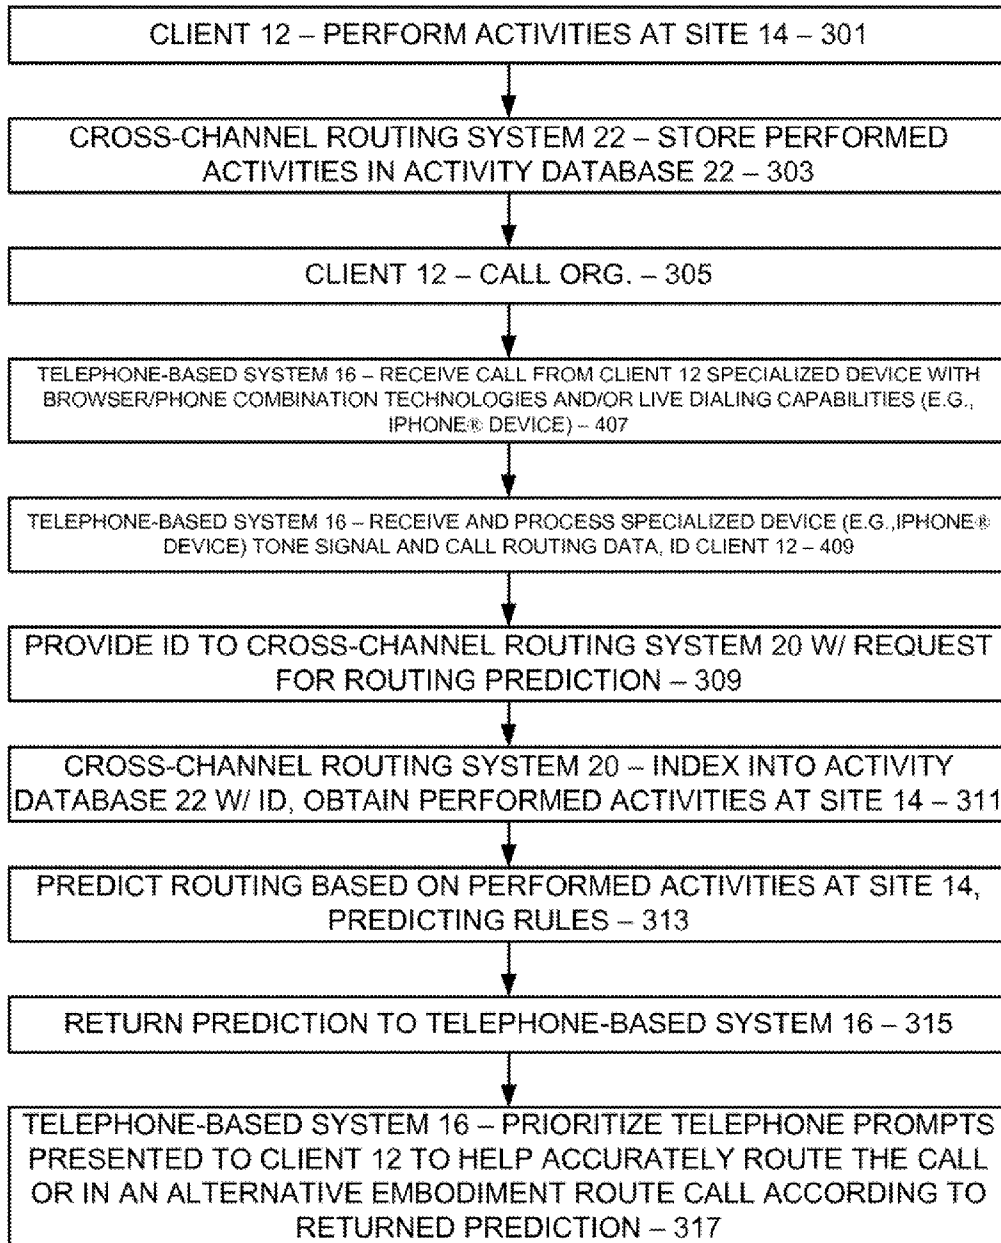 CLIENT 12 – PERFORM ACTIVITIES AT SITE 14 – 301
CROSS-CHANNEL ROUTING SYSTEM 22 – STORE PERFORMED
ACTIVITIES IN ACTIVITY DATABASE 22 – 303
CLIENT 12 – CALL ORG. – 305
TELEPHONE-BASED SYSTEM 16 – RECEIVE CALL FROM CLIENT 12 SPECIALIZED DEVICE WITH
BROWSER/PHONE COMBINATION TECHNOLOGIES AND/OR LIVE DIALING CAPABILITIES (E.G.,
IPHONE® DEVICE) – 407
TELEPHONE-BASED SYSTEM 16 – RECEIVE AND PROCESS SPECIALIZED DEVICE (E.G.,IPHONE®
DEVICE) TONE SIGNAL AND CALL ROUTING DATA, ID CLIENT 12 – 409
PROVIDE ID TO CROSS-CHANNEL ROUTING SYSTEM 20 W/ REQUEST
FOR ROUTING PREDICTION – 309
CROSS-CHANNEL ROUTING SYSTEM 20 – INDEX INTO ACTIVITY
DATABASE 22 W/ ID, OBTAIN PERFORMED ACTIVITIES AT SITE 14 – 311
PREDICT ROUTING BASED ON PERFORMED ACTIVITIES AT SITE 14,
PREDICTING RULES – 313
RETURN PREDICTION TO TELEPHONE-BASED SYSTEM 16 – 315
TELEPHONE-BASED SYSTEM 16 – PRIORITIZE TELEPHONE PROMPTS
PRESENTED TO CLIENT 12 TO HELP ACCURATELY ROUTE THE CALL
OR IN AN ALTERNATIVE EMBODIMENT ROUTE CALL ACCORDING TO
RETURNED PREDICTION – 317